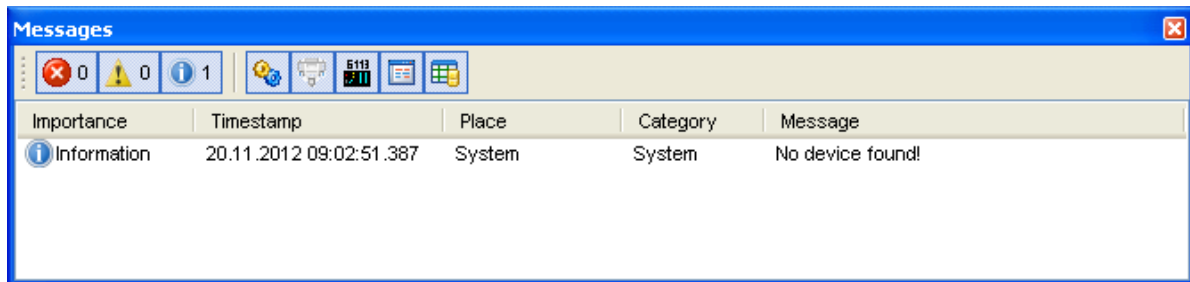 Messages
0 0 1 5113
Importance Timestamp Place Category Message
Information 20.11.2012 09:02:51.387 System System No device found!